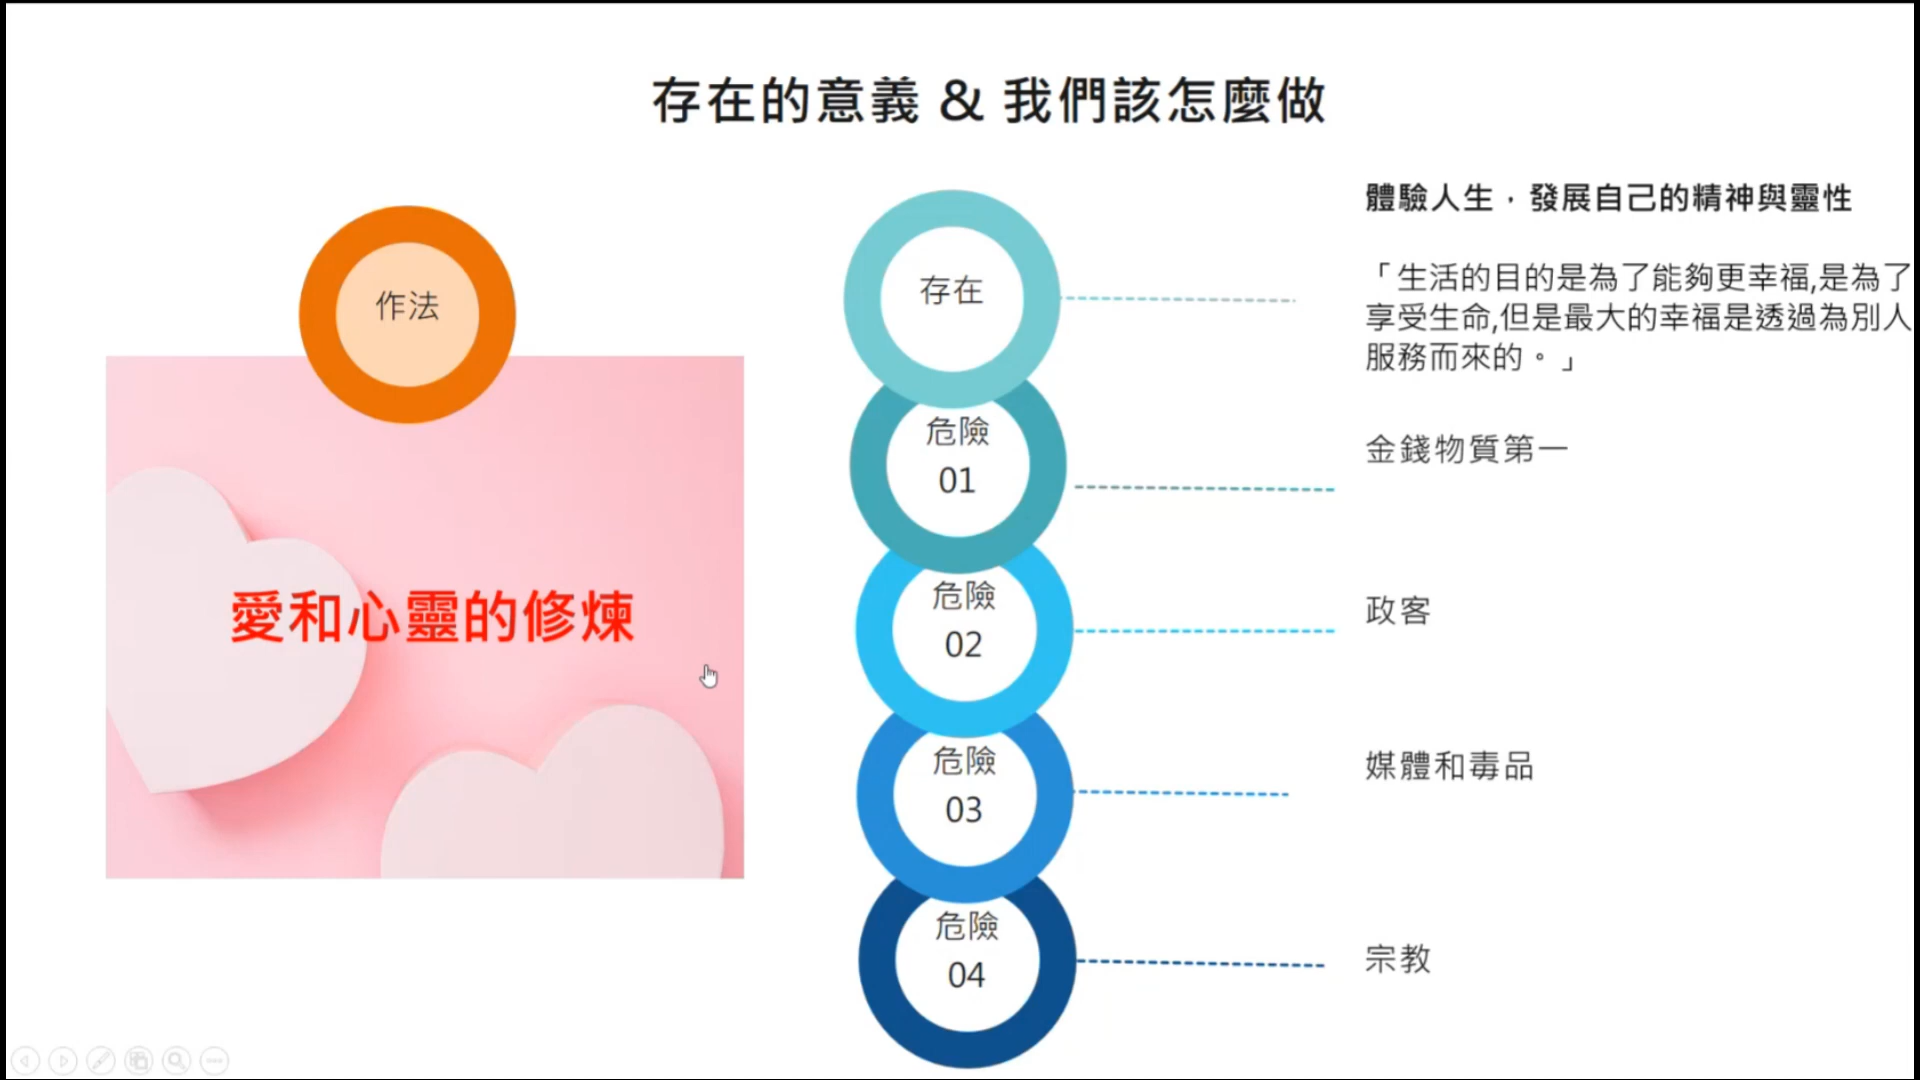 存在的意義 & 我們該怎麼做
作法
愛和心靈的修煉
存在
體驗人生，發展自己的精神與靈性
「生活的目的是為了能夠更幸福,是為了
享受生命,但是最大的幸福是透過為別人
服務而來的。」
危險
01
金錢物質第一
危險
02
政客
危險
03
媒體和毒品
危險
04
宗教